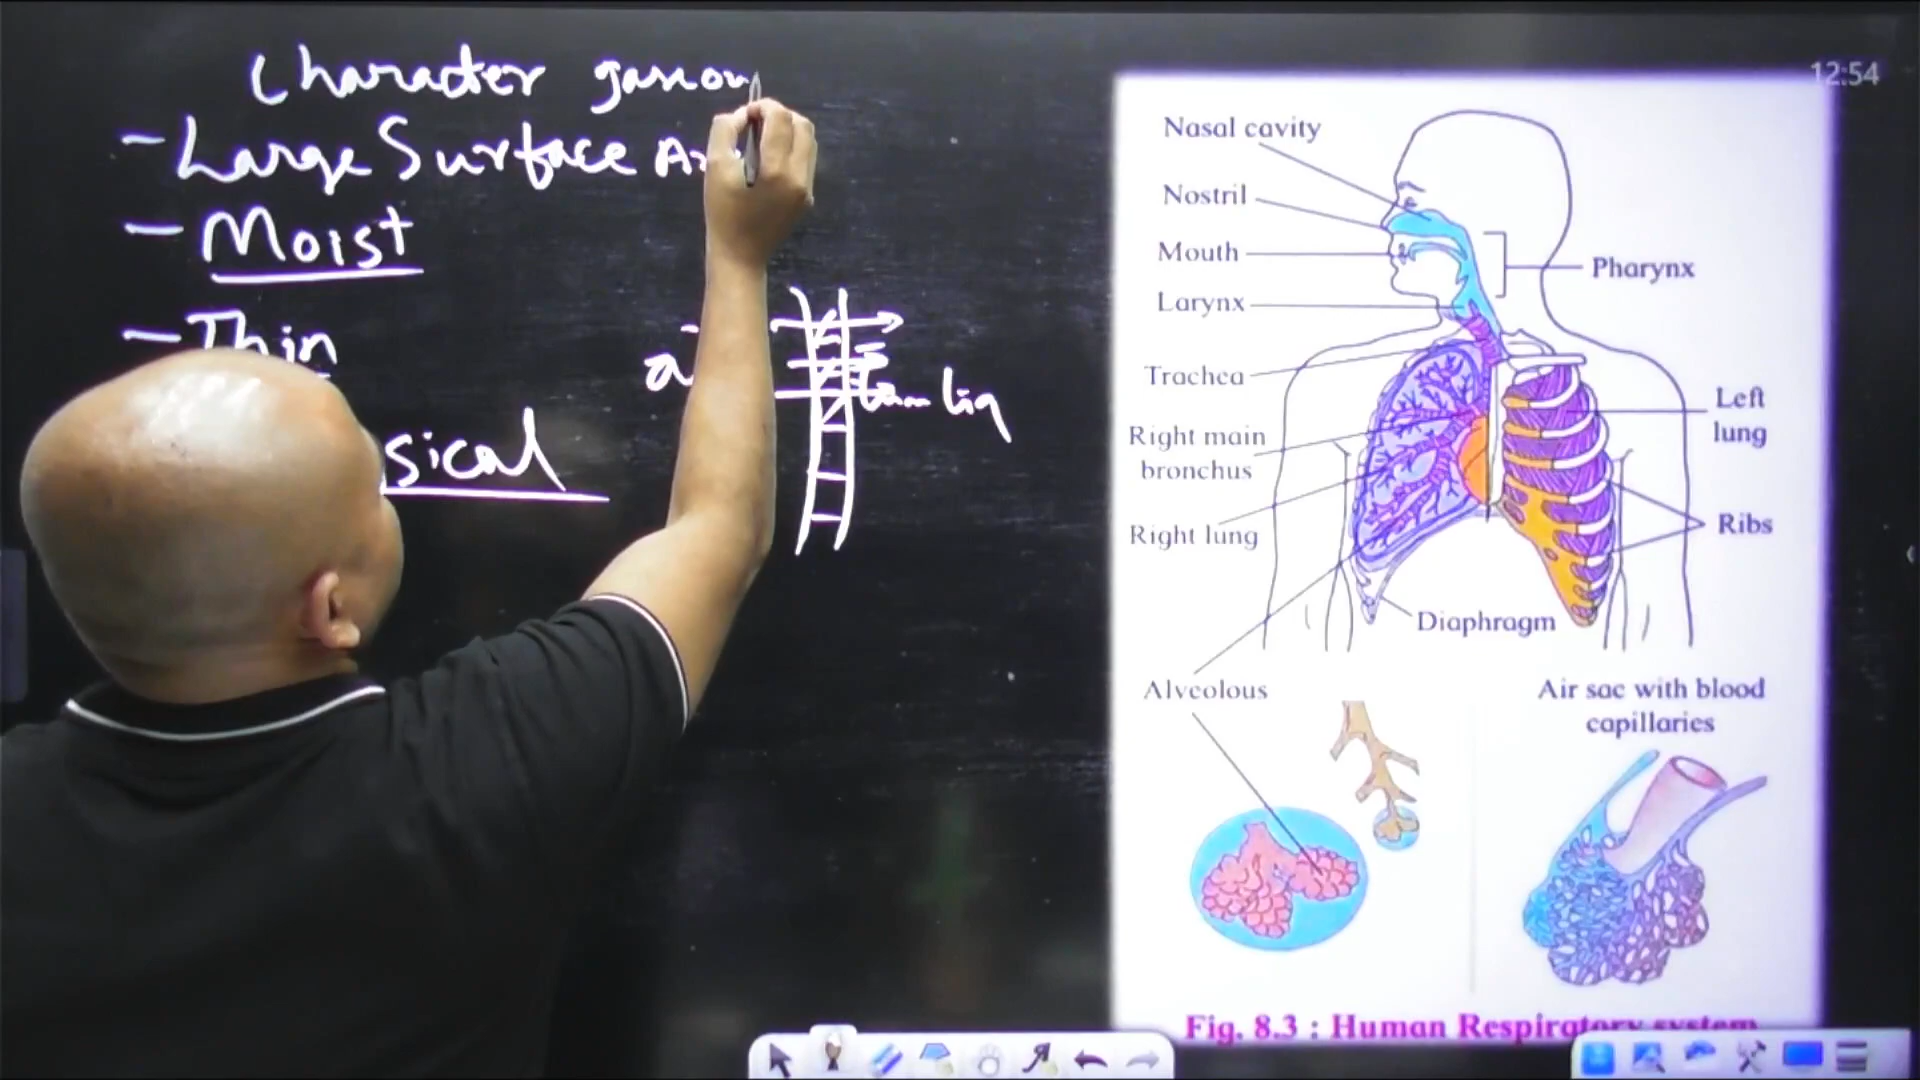 Character gaseou
- Large Surface Ar
- Moist
- Thin
sical
a
liq
12:54
Nasal cavity
Nostril
Mouth
Larynx
Pharynx
Trachea
Right main
bronchus
Right lung
Left
lung
Ribs
Diaphragm
Alveolous
Air sac with blood
capillaries
Fig. 8.3 : Human Respiratory system